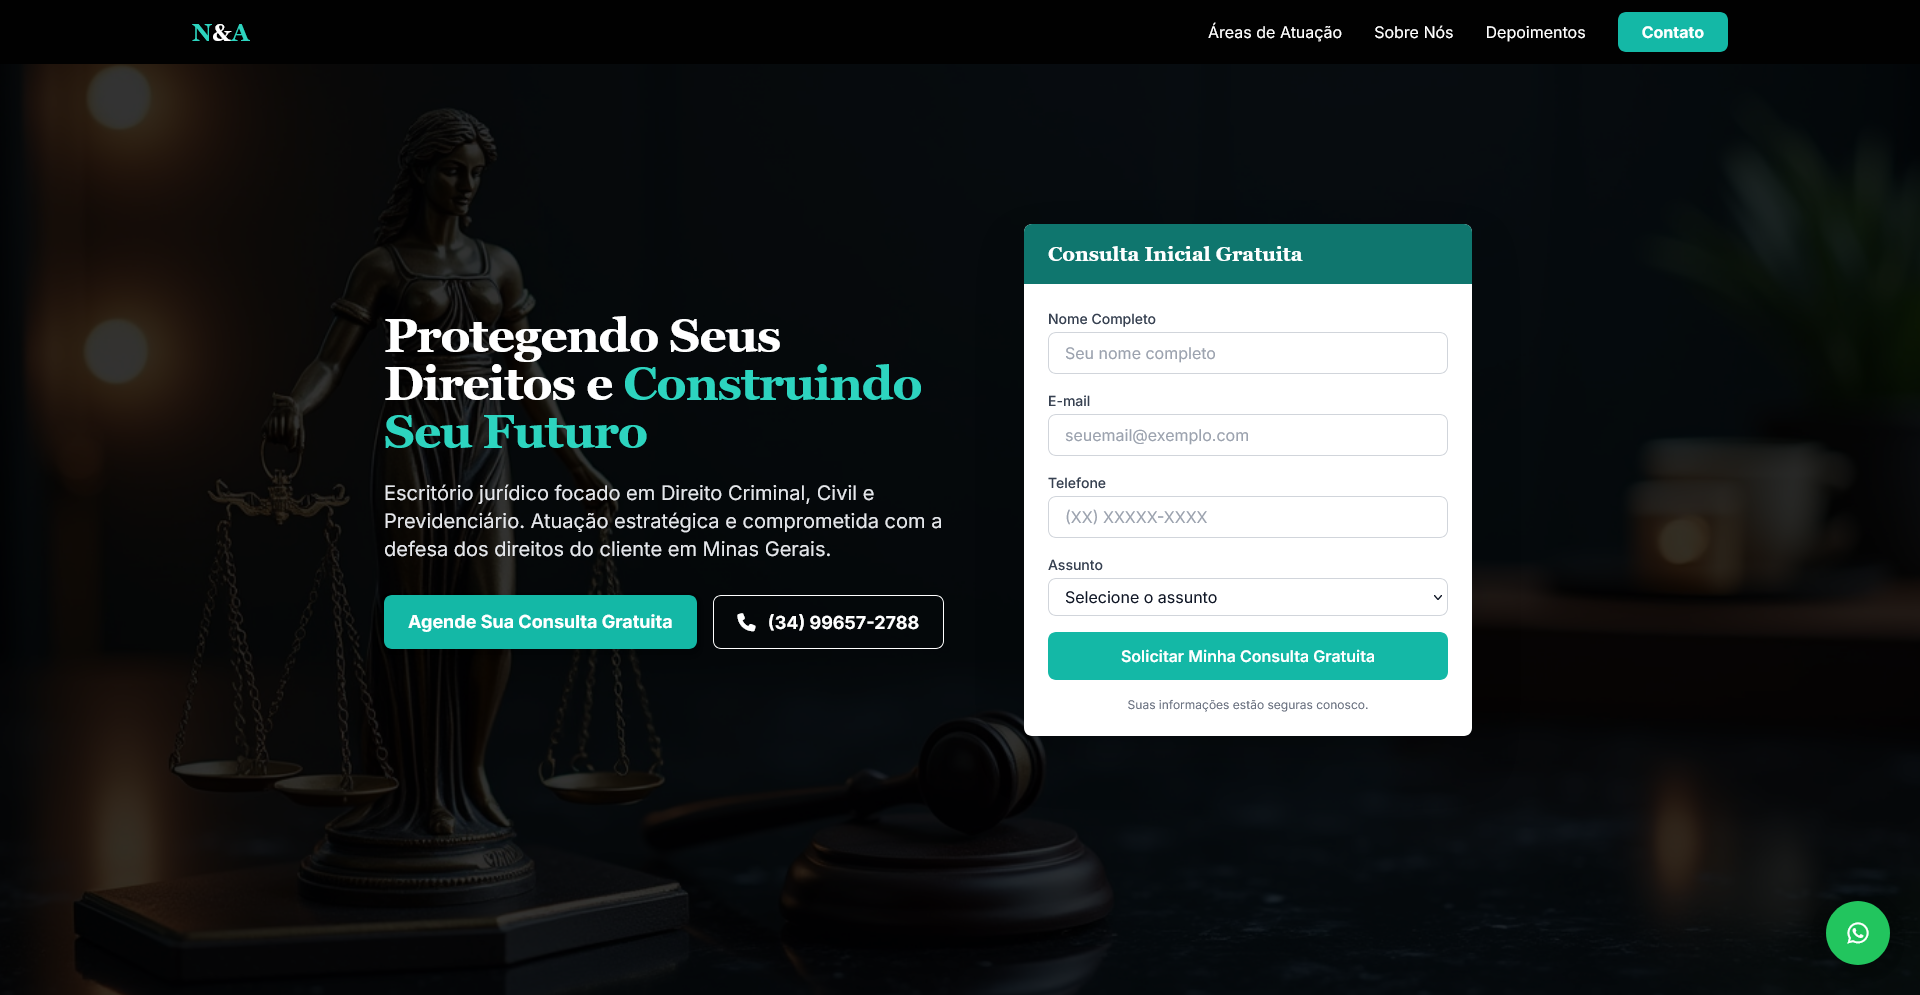 N&A
Áreas de Atuação
Sobre Nós
Depoimentos
Contato
Protegendo Seus
Direitos e Construindo
Seu Futuro
Escritório jurídico focado em Direito Criminal, Civil e
Previdenciário. Atuação estratégica e comprometida com a
defesa dos direitos do cliente em Minas Gerais.
Agende Sua Consulta Gratuita
(34) 99657-2788
Consulta Inicial Gratuita
Nome Completo
Seu nome completo
E-mail
seuemail@exemplo.com
Telefone
(XX) XXXXX-XXXX
Assunto
Selecione o assunto
Solicitar Minha Consulta Gratuita
Suas informações estão seguras conosco.